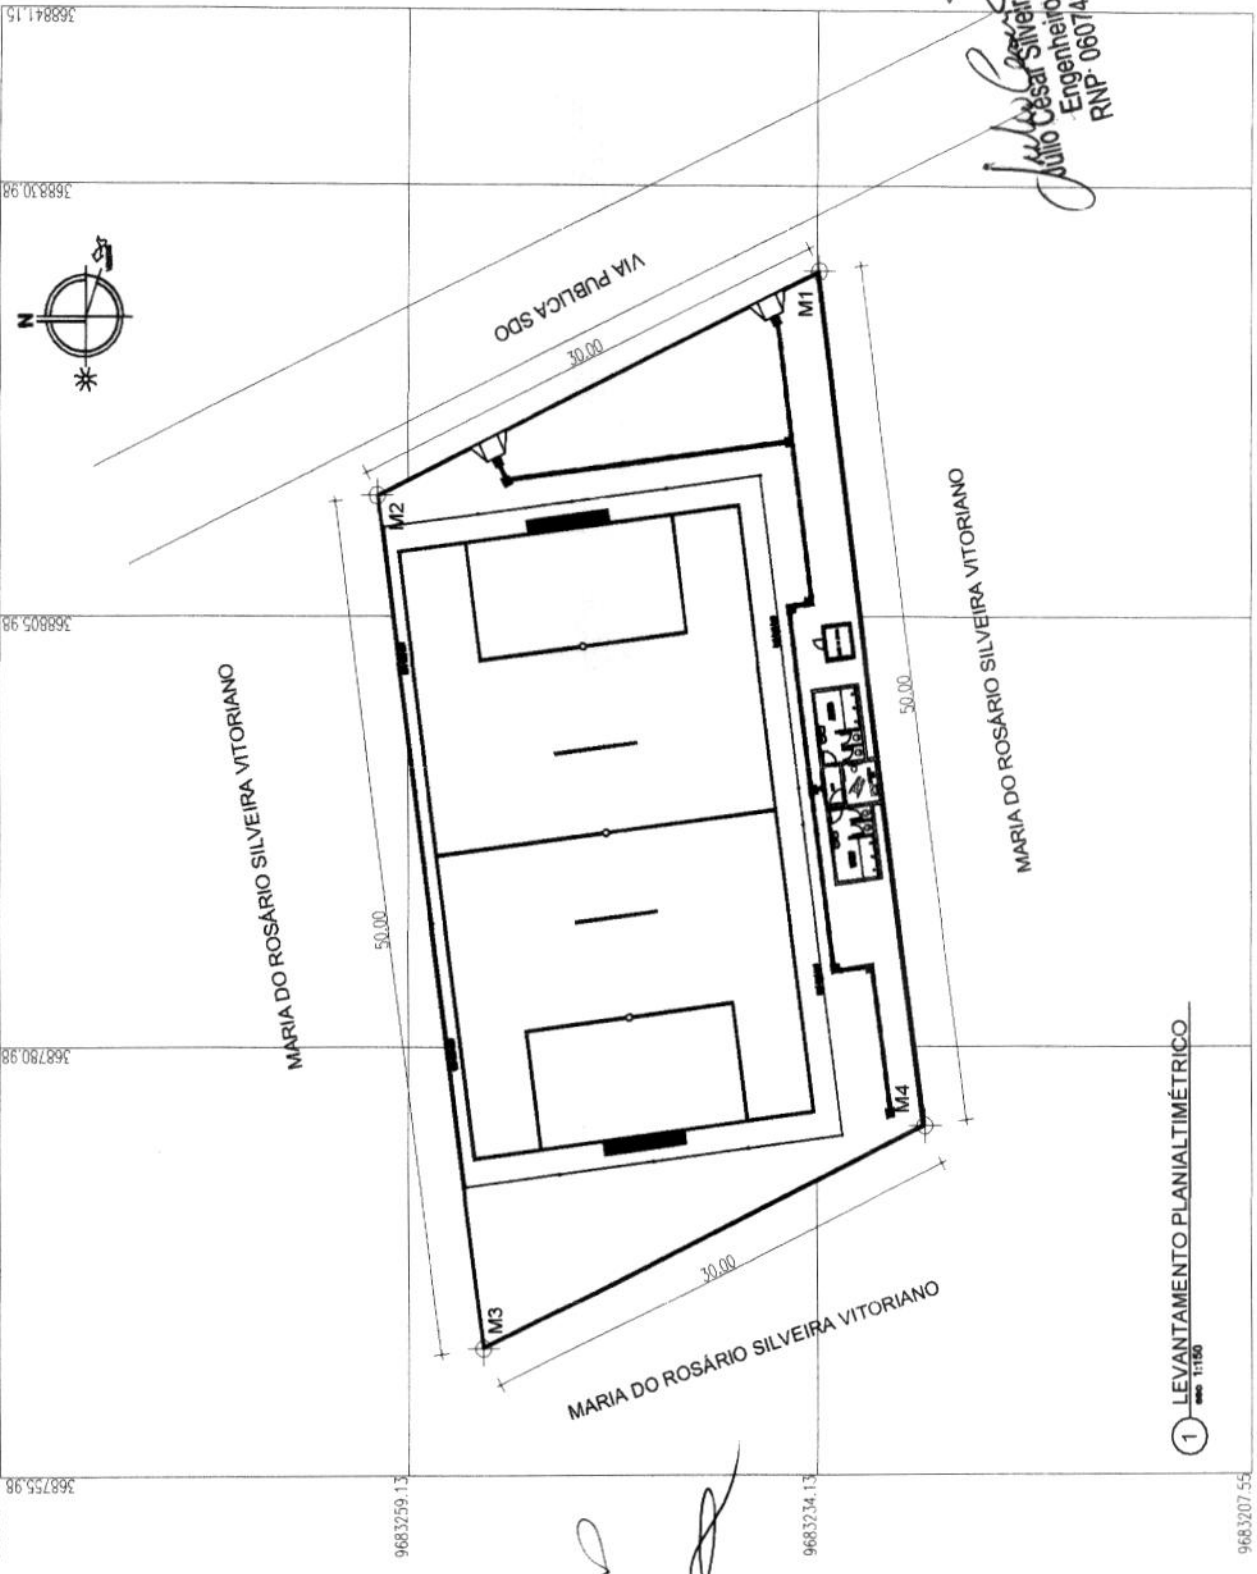 368841.15
368830.98
368805.98
368780.98
368755.98
9683259.13
9683234.13
9683207.55
N
VIA PUBLICA SDO
30.00
M1
M2
MARIA DO ROSÁRIO SILVEIRA VITORIANO
50.00
50.00
MARIA DO ROSÁRIO SILVEIRA VITORIANO
M3
M4
30.00
MARIA DO ROSÁRIO SILVEIRA VITORIANO
1 LEVANTAMENTO PLANIALTIMÉTRICO
1:150
Júlio César Silveir
Engenheiro
RNP: 06074